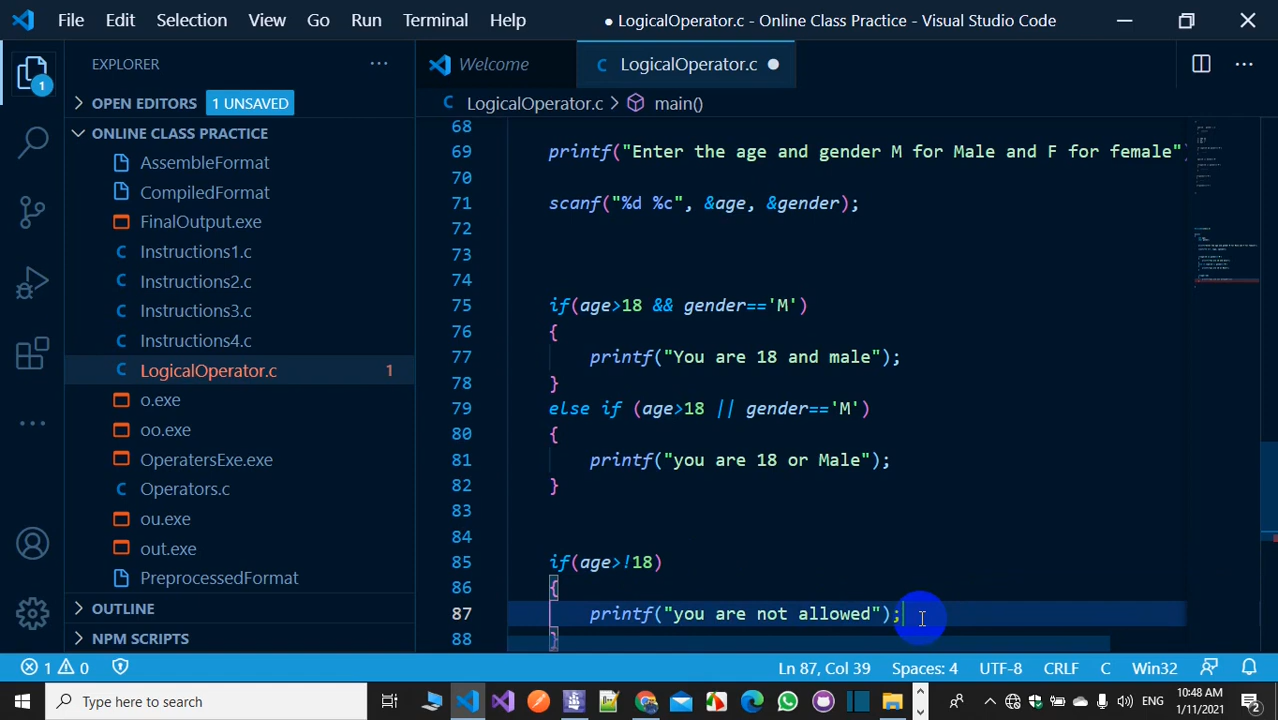 File Edit Selection View Go Run Terminal Help ● LogicalOperator.c - Online Class Practice - Visual Studio Code
EXPLORER ···
Welcome
C LogicalOperator.c ●
···
1
OPEN EDITORS 1 UNSAVED
C LogicalOperator.c > main()
ONLINE CLASS PRACTICE
AssembleFormat
CompiledFormat
FinalOutput.exe
C Instructions1.c
C Instructions2.c
C Instructions3.c
C Instructions4.c
C LogicalOperator.c 1
o.exe
oo.exe
OperatersExe.exe
C Operators.c
ou.exe
out.exe
PreprocessedFormat
OUTLINE
NPM SCRIPTS
68
69 printf("Enter the age and gender M for Male and F for female"
70
71 scanf("%d %c", &age, &gender);
72
73
74
75 if(age>18 && gender=='M')
76 {
77 printf("You are 18 and male");
78 }
79 else if (age>18 || gender=='M')
80 {
81 printf("you are 18 or Male");
82 }
83
84
85 if(age>!18)
86 {
87 printf("you are not allowed");
88 }
1 0 Ln 87, Col 39 Spaces: 4 UTF-8 CRLF C Win32
Type here to search
ENG
10:48 AM
1/11/2021
2